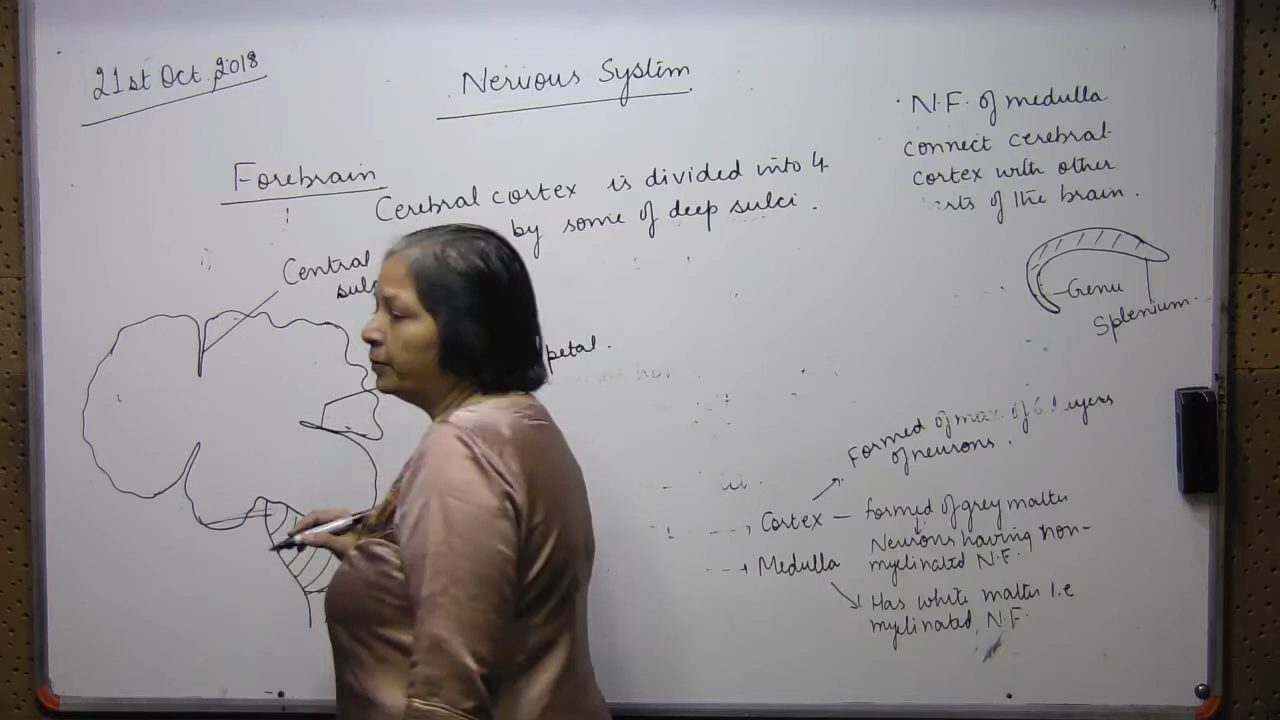 21st Oct. 2018
Nervous System
Forebrain
Cerebral cortex is divided into 4
by some of deep sulci.
Central
petal.
N.F. of medulla
connect cerebral
cortex with other
of the brain.
Genu
Splenium.
Formed of of 6
of neurons.
Cortex — formed of grey matter
Neurons having non-
myelinated N.F.
Medulla
Has white matter i.e
myelinated N.F.